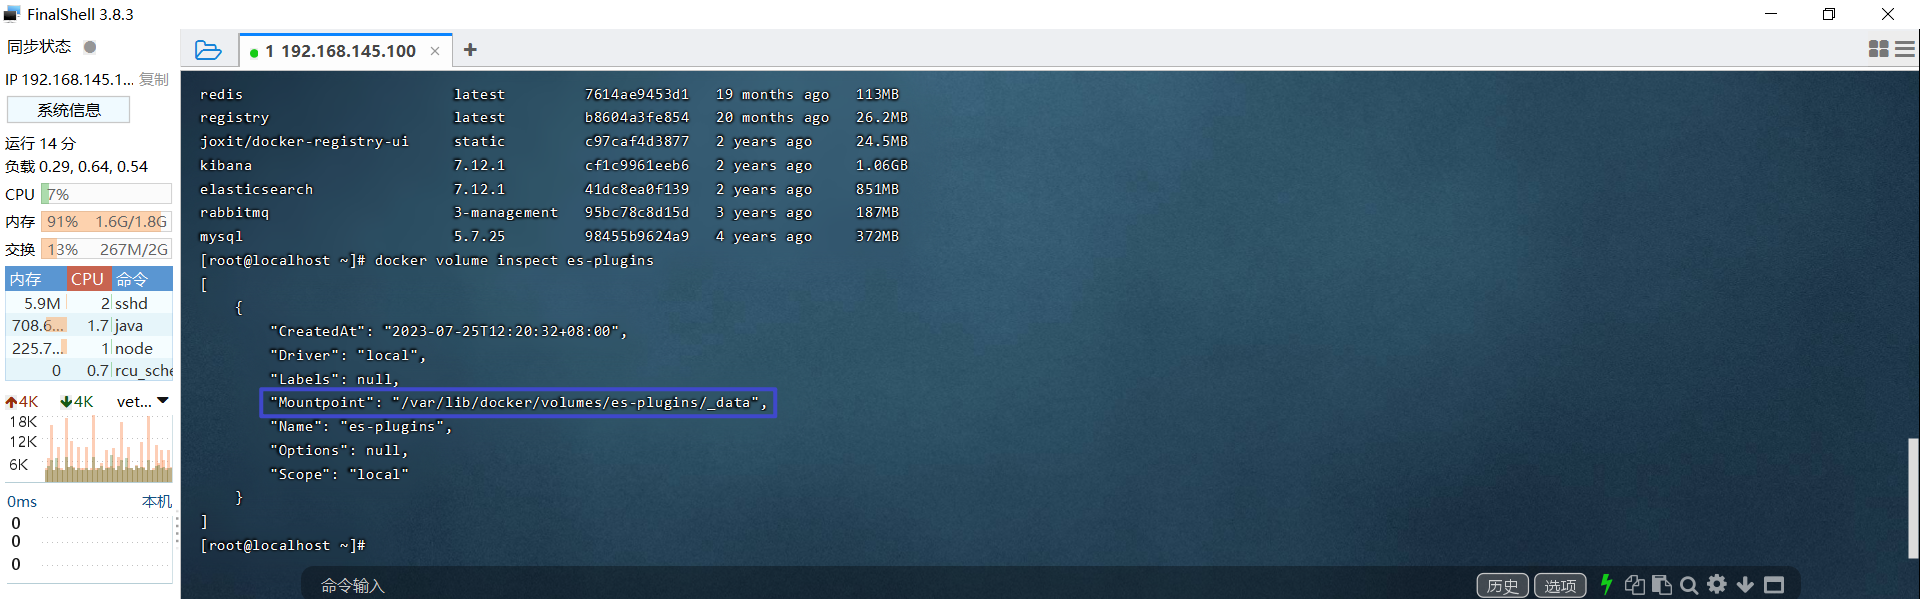 FinalShell 3.8.3
同步状态
IP 192.168.145.1... 复制
系统信息
运行 14 分
负载 0.29, 0.64, 0.54
CPU 7%
内存 91% 1.6G/1.8G
交换 13% 267M/2G
内存 CPU 命令
5.9M 2 sshd
708.6... 1.7 java
225.7... 1 node
0 0.7 rcu_sche
4K 4K vet...
18K
12K
6K
0ms 本机
0
0
0
1 192.168.145.100
redis latest 7614ae9453d1 19 months ago 113MB
registry latest b8604a3fe854 20 months ago 26.2MB
joxit/docker-registry-ui static c97caf4d3877 2 years ago 24.5MB
kibana 7.12.1 cf1c9961eeb6 2 years ago 1.06GB
elasticsearch 7.12.1 41dc8ea0f139 2 years ago 851MB
rabbitmq 3-management 95bc78c8d15d 3 years ago 187MB
mysql 5.7.25 98455b9624a9 4 years ago 372MB
[root@localhost ~]# docker volume inspect es-plugins
[
{
"CreatedAt": "2023-07-25T12:20:32+08:00",
"Driver": "local",
"Labels": null,
"Mountpoint": "/var/lib/docker/volumes/es-plugins/_data",
"Name": "es-plugins",
"Options": null,
"Scope": "local"
}
]
[root@localhost ~]#
命令输入
历史 选项